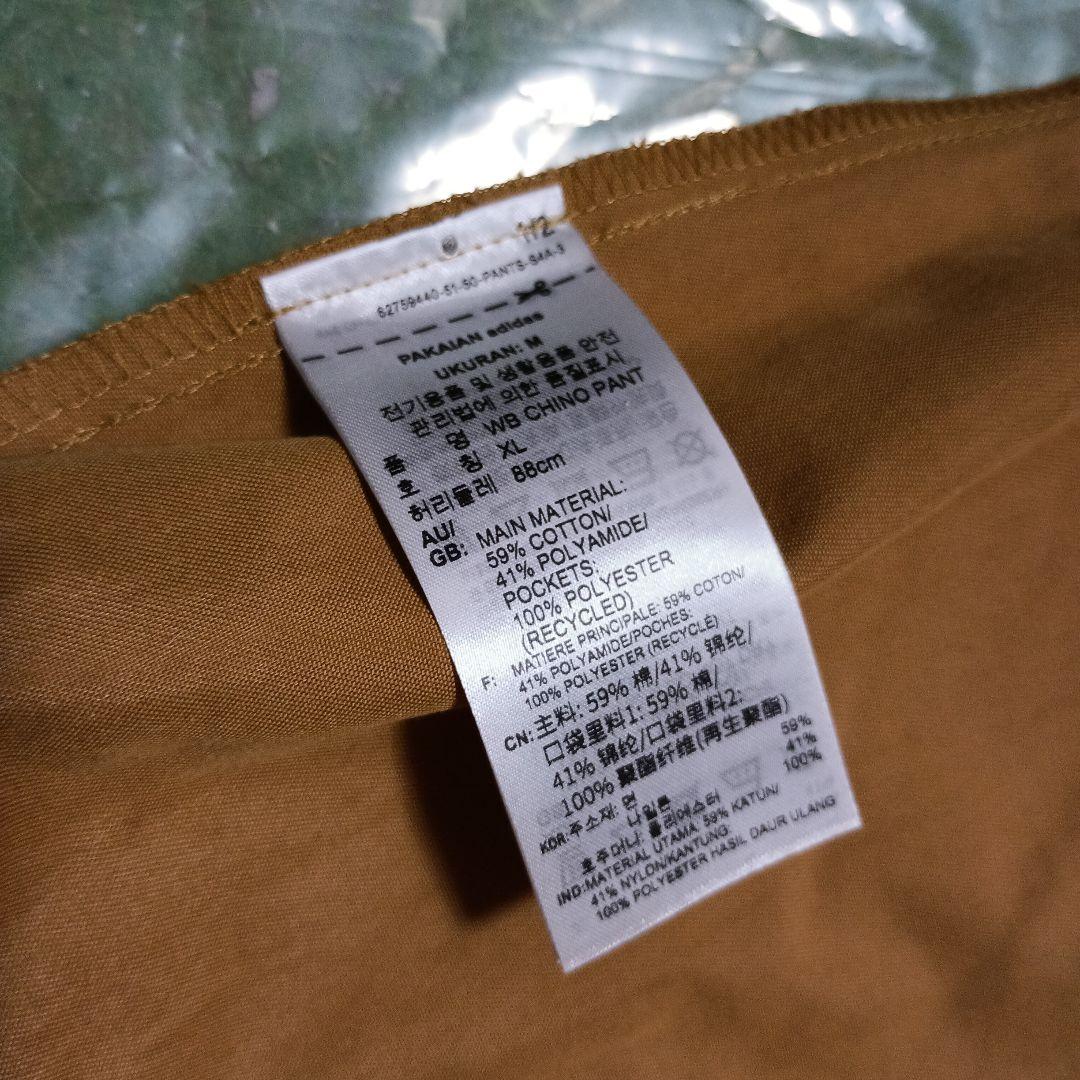 1/2
62759440-51-50-PANTS-S4A-3
PAKAIAN adidas
UKURAN: M
전기용품 및 생활용품 안전
관리법에 의한 품질표시
품 명 WB CHINO PANT
호 칭 XL
허리둘레 88cm
AU/
GB: MAIN MATERIAL:
59% COTTON/
41% POLYAMIDE/
POCKETS:
100% POLYESTER
(RECYCLED)
F: MATIERE PRINCIPALE: 59% COTON/
41% POLYAMIDE/POCHES:
100% POLYESTER (RECYCLÉ)
CN: 主料: 59% 棉/41% 锦纶/
口袋里料1: 59% 棉/
41% 锦纶/口袋里料2:
100% 聚酯纤维(再生聚酯)
KOR: 주소재: 면 59%
나일론 41%
호주머니: 폴리에스터 100%
IND: MATERIAL UTAMA: 59% KATUN/
41% NYLON/KANTUNG:
100% POLYESTER HASIL DAUR ULANG